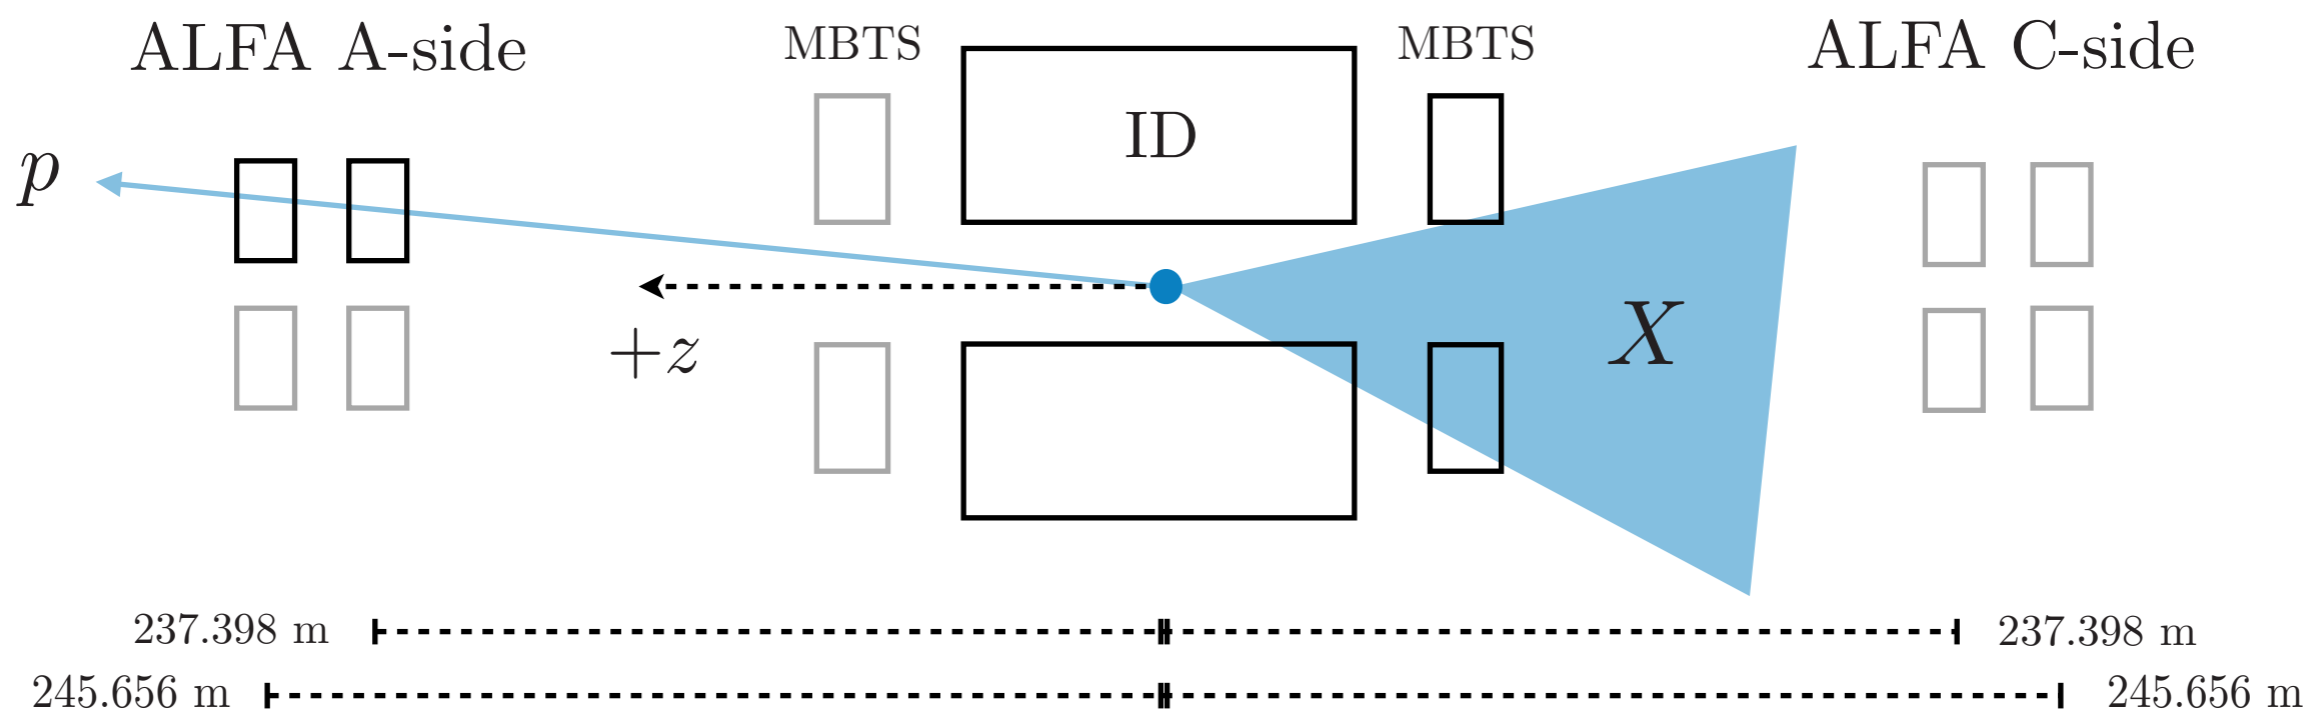 ALFA A-side
MBTS
MBTS
ALFA C-side
ID
p
+z
X
237.398 m
237.398 m
245.656 m
245.656 m